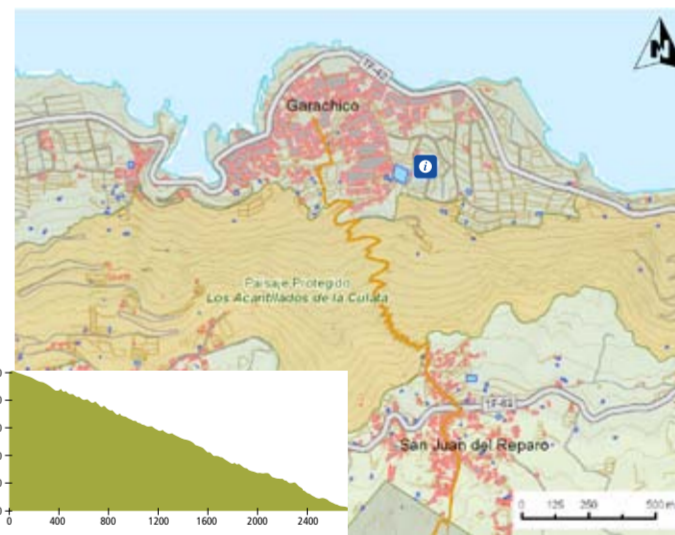 N
TF-42
Garachico
i
Paisaje Protegido
Los Acantilados de la Culata
TF-82
San Juan del Reparo
0 125 250 500 m
0 400 800 1200 1600 2000 2400